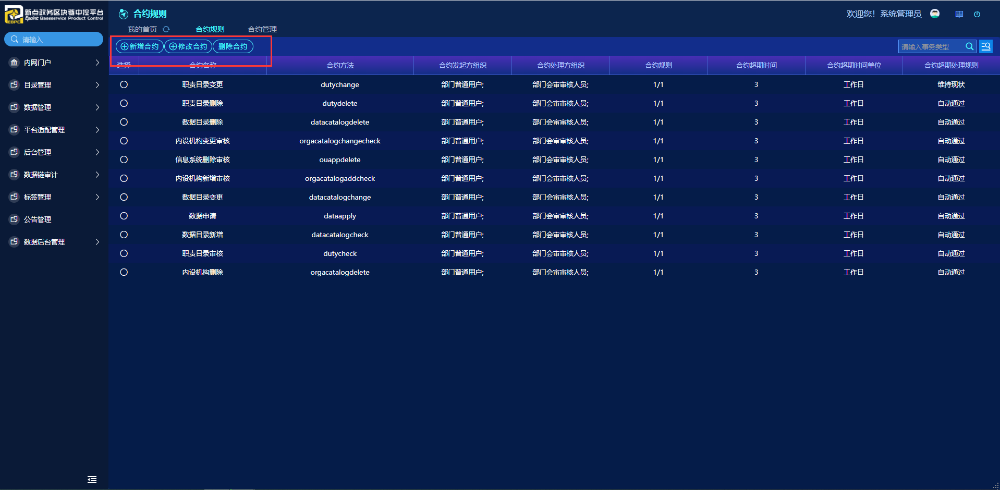 新点政务区块链中控平台
Epoint Baseservice Product Control
EBPC
合约规则
欢迎您！系统管理员
我的首页 合约规则 合约管理
请输入
新增合约 修改合约 删除合约
请输入事务类型
内网门户
目录管理
数据管理
平台适配管理
后台管理
数据链审计
标签管理
公告管理
数据后台管理
选择 合约名称 合约方法 合约发起方组织 合约处理方组织 合约规则 合约超期时间 合约超期时间单位 合约超期处理规则
职责目录变更 dutychange 部门普通用户; 部门会审审核人员; 1/1 3 工作日 维持现状
职责目录删除 dutydelete 部门普通用户; 部门会审审核人员; 1/1 3 工作日 自动通过
数据目录删除 datacatalogdelete 部门普通用户; 部门会审审核人员; 1/1 3 工作日 自动通过
内设机构变更审核 orgacatalogchangecheck 部门普通用户; 部门会审审核人员; 1/1 3 工作日 自动通过
信息系统删除审核 ouappdelete 部门普通用户; 部门会审审核人员; 1/1 3 工作日 自动通过
内设机构新增审核 orgacatalogaddcheck 部门普通用户; 部门会审审核人员; 1/1 3 工作日 自动通过
数据目录变更 datacatalogchange 部门普通用户; 部门会审审核人员; 1/1 3 工作日 自动通过
数据申请 dataapply 部门普通用户; 部门会审审核人员; 1/1 3 工作日 自动通过
数据目录新增 datacatalogcheck 部门普通用户; 部门会审审核人员; 1/1 3 工作日 自动通过
职责目录审核 dutycheck 部门普通用户; 部门会审审核人员; 1/1 3 工作日 自动通过
内设机构删除 orgacatalogdelete 部门普通用户; 部门会审审核人员; 1/1 3 工作日 自动通过